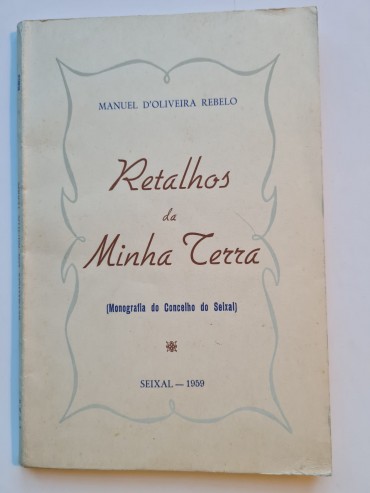 MANUEL D'OLIVEIRA REBELO
Retalhos
da
Minha Terra
(Monografia do Concelho do Seixal)
SEIXAL — 1959